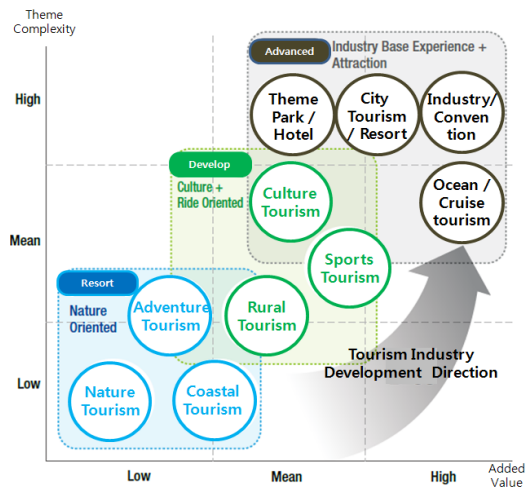 Theme
Complexity
Advanced
Industry Base Experience +
Attraction
High
Theme
Park /
Hotel
City
Tourism
/ Resort
Industry/
Conven
tion
Develop
Culture +
Ride Oriented
Culture
Tourism
Ocean /
Cruise
tourism
Mean
Sports
Tourism
Resort
Nature
Oriented
Adventure
Tourism
Rural
Tourism
Tourism Industry
Development Direction
Low
Nature
Tourism
Coastal
Tourism
Low
Mean
High
Added
Value